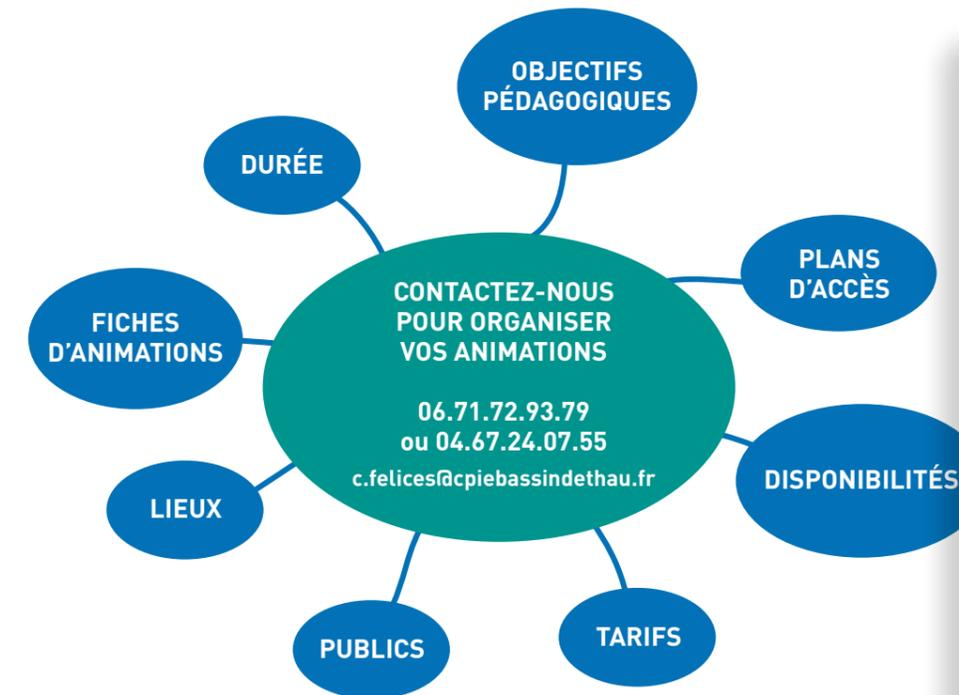 OBJECTIFS
PÉDAGOGIQUES
DURÉE
PLANS
D'ACCÈS
FICHES
D'ANIMATIONS
CONTACTEZ-NOUS
POUR ORGANISER
VOS ANIMATIONS
06.71.72.93.79
ou 04.67.24.07.55
c.felices@cpiebassindethau.fr
DISPONIBILITÉS
LIEUX
PUBLICS
TARIFS